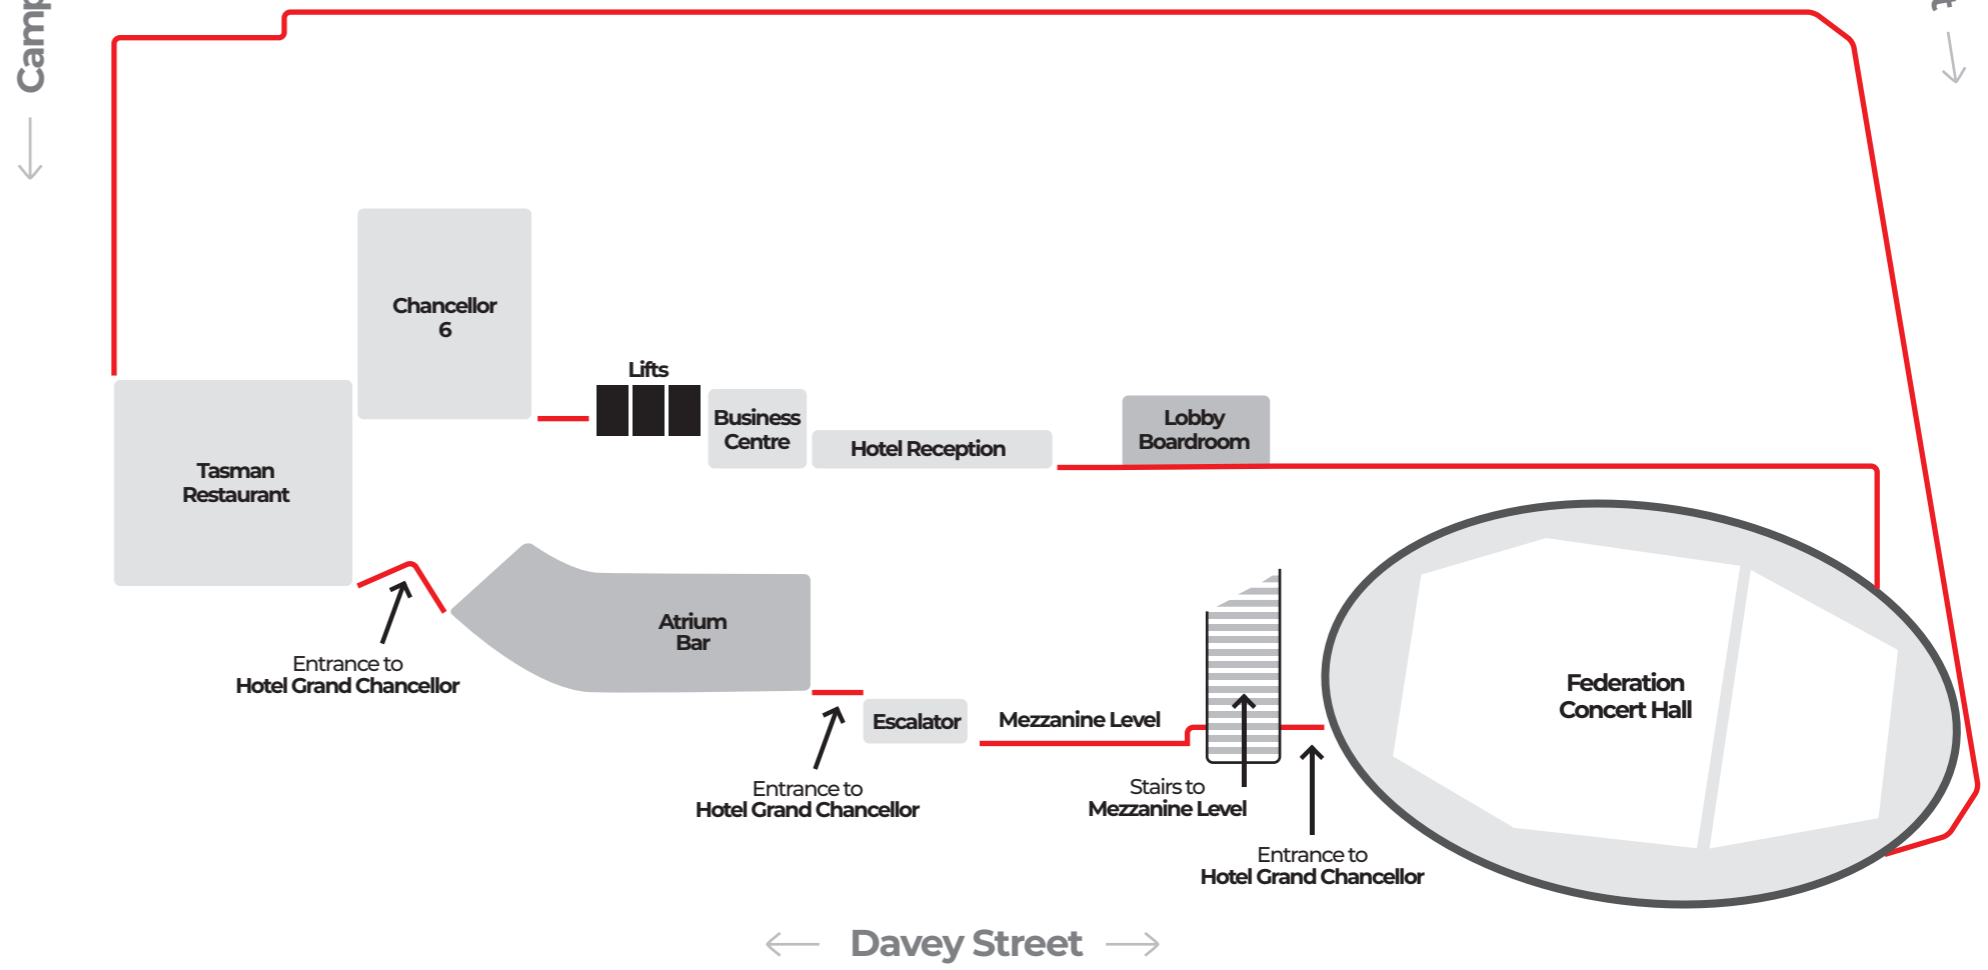 Camp
t
Chancellor
6
Lifts
Business
Centre
Hotel Reception
Lobby
Boardroom
Tasman
Restaurant
Atrium
Bar
Entrance to
Hotel Grand Chancellor
Escalator
Mezzanine Level
Federation
Concert Hall
Entrance to
Hotel Grand Chancellor
Stairs to
Mezzanine Level
Entrance to
Hotel Grand Chancellor
Davey Street